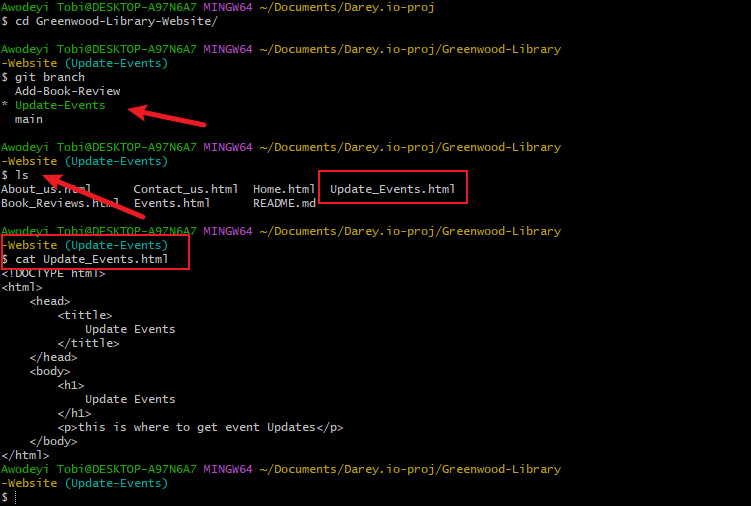 Awodeyi Tobi@DESKTOP-A97N6A7 MINGW64 ~/Documents/Darey.io-proj
$ cd Greenwood-Library-Website/
Awodeyi Tobi@DESKTOP-A97N6A7 MINGW64 ~/Documents/Darey.io-proj/Greenwood-Library
-Website (Update-Events)
$ git branch
Add-Book-Review
* Update-Events
main
Awodeyi Tobi@DESKTOP-A97N6A7 MINGW64 ~/Documents/Darey.io-proj/Greenwood-Library
-Website (Update-Events)
$ ls
About_us.html Contact_us.html Home.html Update_Events.html
Book_Reviews.html Events.html README.md
Awodeyi Tobi@DESKTOP-A97N6A7 MINGW64 ~/Documents/Darey.io-proj/Greenwood-Library
-Website (Update-Events)
$ cat Update_Events.html
<!DOCTYPE html>
<html>
<head>
<tittle>
Update Events
</tittle>
</head>
<body>
<h1>
Update Events
</h1>
<p>this is where to get event Updates</p>
</body>
</html>
Awodeyi Tobi@DESKTOP-A97N6A7 MINGW64 ~/Documents/Darey.io-proj/Greenwood-Library
-Website (Update-Events)
$